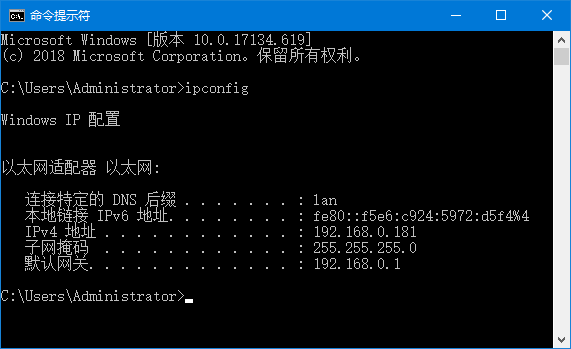 命令提示符
Microsoft Windows [版本 10.0.17134.619]
(c) 2018 Microsoft Corporation。保留所有权利。
C:\Users\Administrator>ipconfig
Windows IP 配置
以太网适配器 以太网:
连接特定的 DNS 后缀 . . . . . . . : lan
本地链接 IPv6 地址. . . . . . . . : fe80::f5e6:c924:5972:d5f4%4
IPv4 地址 . . . . . . . . . . . . : 192.168.0.181
子网掩码  . . . . . . . . . . . . : 255.255.255.0
默认网关. . . . . . . . . . . . . : 192.168.0.1
C:\Users\Administrator>